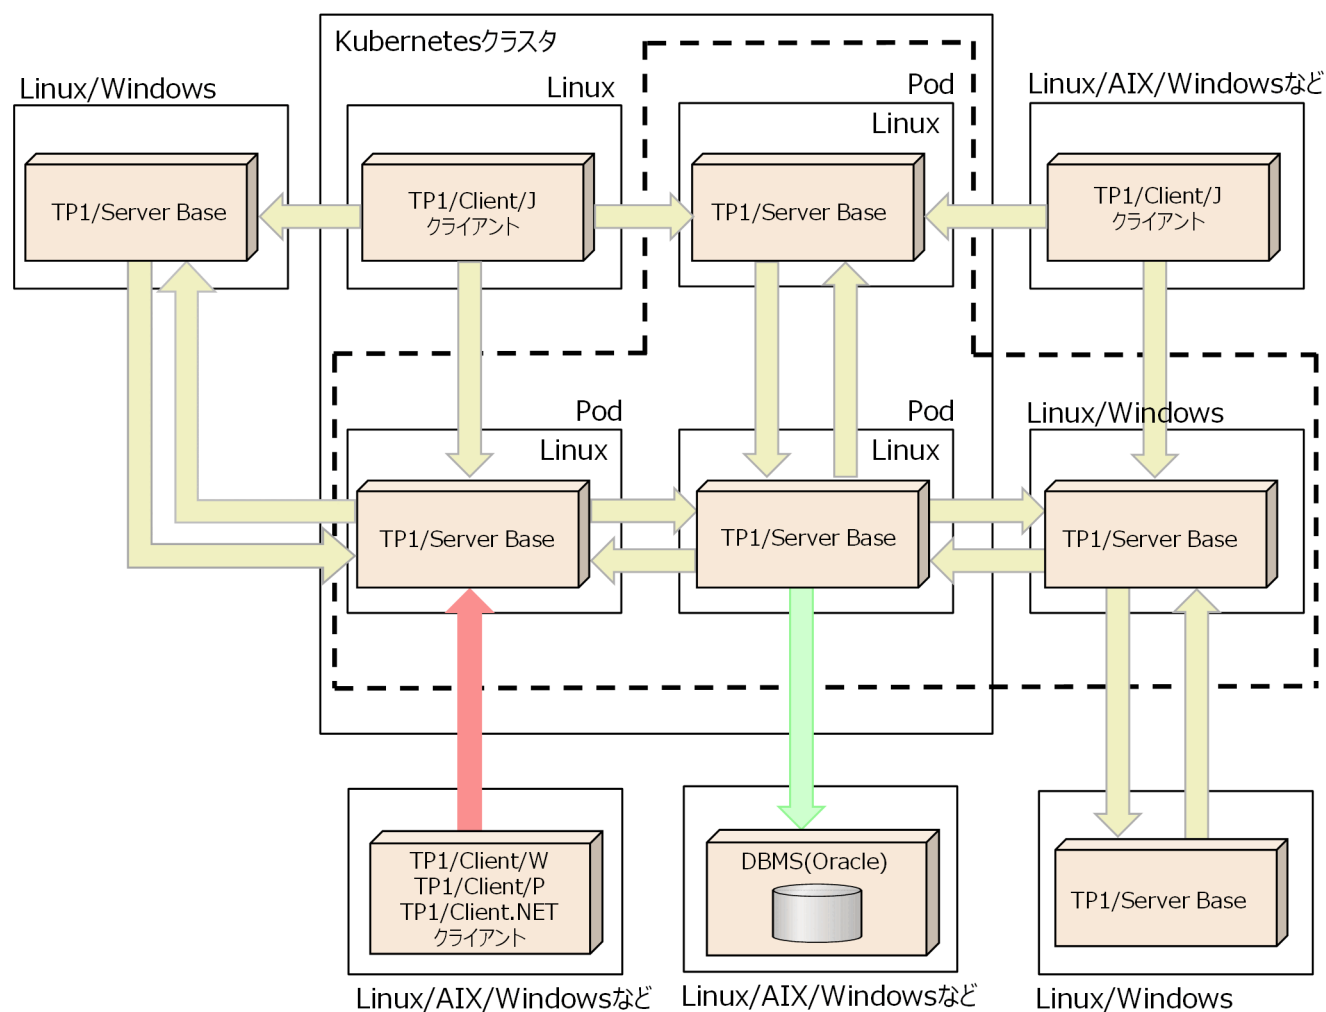 Kubernetesクラスタ
Linux/Windows
TP1/Server Base
Linux
TP1/Client/J
クライアント
Pod
Linux
TP1/Server Base
Linux/AIX/Windowsなど
TP1/Client/J
クライアント
Pod
Linux
TP1/Server Base
Pod
Linux
TP1/Server Base
Linux/Windows
TP1/Server Base
TP1/Client/W
TP1/Client/P
TP1/Client.NET
クライアント
Linux/AIX/Windowsなど
DBMS(Oracle)
Linux/AIX/Windowsなど
TP1/Server Base
Linux/Windows